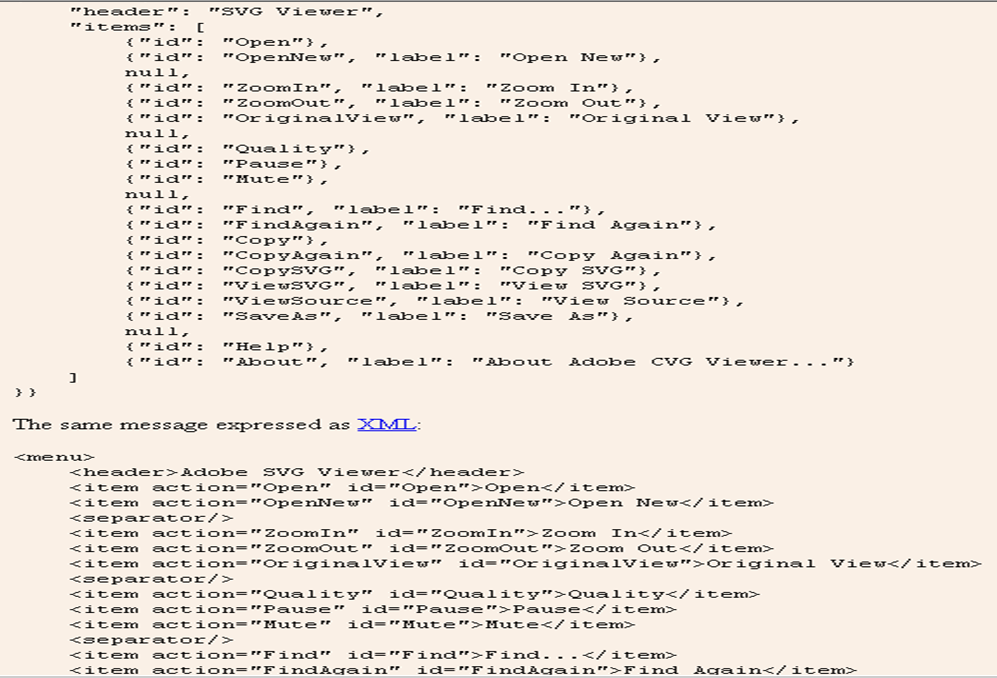 "header": "SVG Viewer",
"items": [
{"id": "Open"},
{"id": "OpenNew", "label": "Open New"},
null,
{"id": "ZoomIn", "label": "Zoom In"},
{"id": "ZoomOut", "label": "Zoom Out"},
{"id": "OriginalView", "label": "Original View"},
null,
{"id": "Quality"},
{"id": "Pause"},
{"id": "Mute"},
null,
{"id": "Find", "label": "Find..."},
{"id": "FindAgain", "label": "Find Again"},
{"id": "Copy"},
{"id": "CopyAgain", "label": "Copy Again"},
{"id": "CopySVG", "label": "Copy SVG"},
{"id": "ViewSVG", "label": "View SVG"},
{"id": "ViewSource", "label": "View Source"},
{"id": "SaveAs", "label": "Save As"},
null,
{"id": "Help"},
{"id": "About", "label": "About Adobe CVG Viewer..."}
]
}}
The same message expressed as XML:
<menu>
<header>Adobe SVG Viewer</header>
<item action="Open" id="Open">Open</item>
<item action="OpenNew" id="OpenNew">Open New</item>
<separator/>
<item action="ZoomIn" id="ZoomIn">Zoom In</item>
<item action="ZoomOut" id="ZoomOut">Zoom Out</item>
<item action="OriginalView" id="OriginalView">Original View</item>
<separator/>
<item action="Quality" id="Quality">Quality</item>
<item action="Pause" id="Pause">Pause</item>
<item action="Mute" id="Mute">Mute</item>
<separator/>
<item action="Find" id="Find">Find...</item>
<item action="FindAgain" id="FindAgain">Find Again</item>